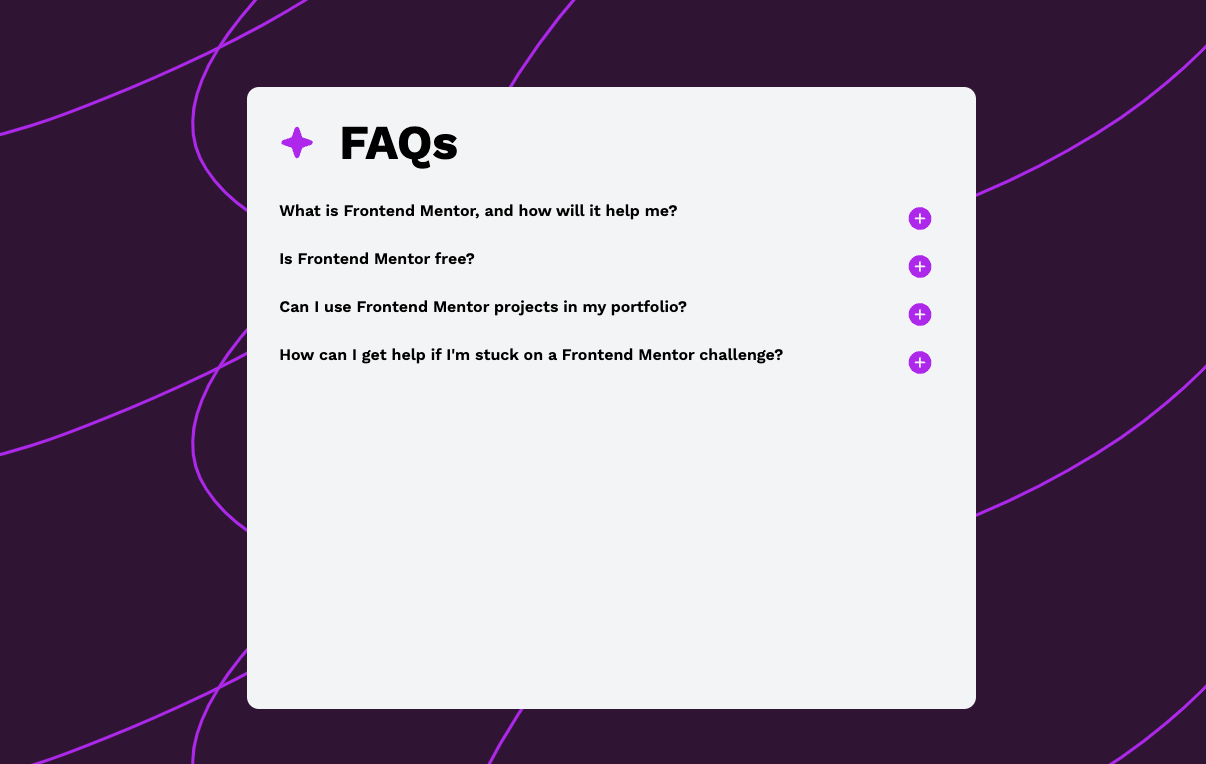 FAQs
What is Frontend Mentor, and how will it help me?
Is Frontend Mentor free?
Can I use Frontend Mentor projects in my portfolio?
How can I get help if I'm stuck on a Frontend Mentor challenge?